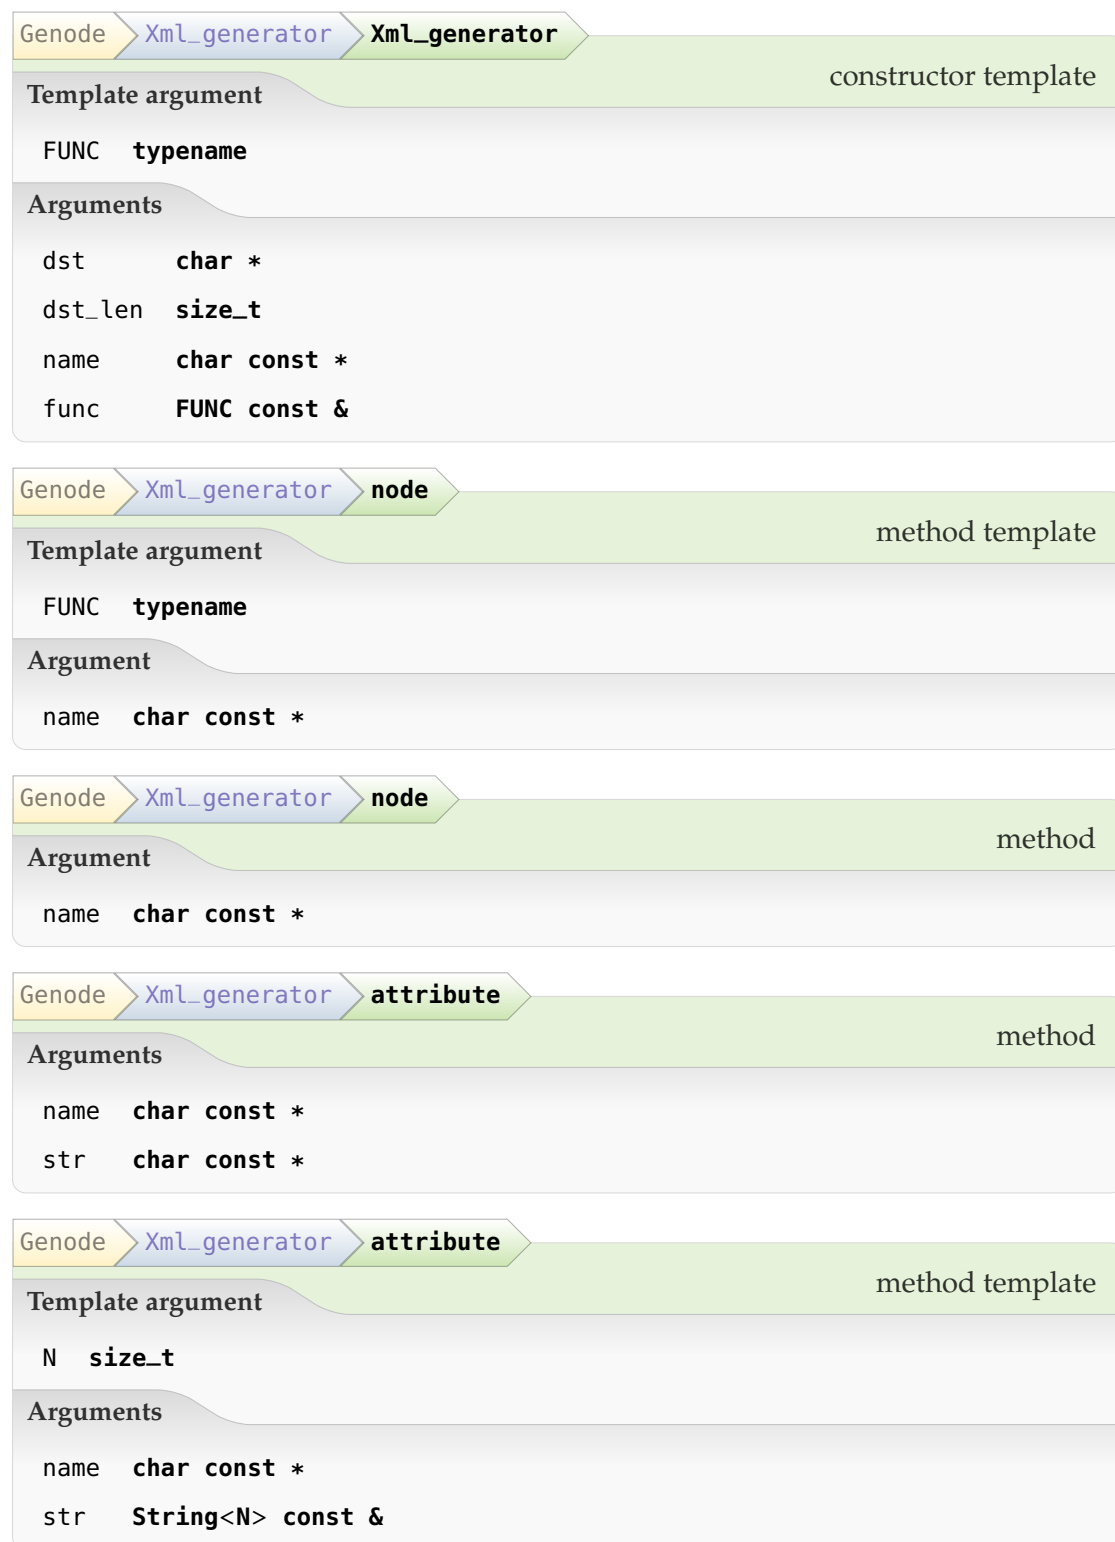 Genode Xml_generator Xml_generator
constructor template
Template argument
FUNC typename
Arguments
dst char *
dst_len size_t
name char const *
func FUNC const &
Genode Xml_generator node
method template
Template argument
FUNC typename
Argument
name char const *
Genode Xml_generator node
method
Argument
name char const *
Genode Xml_generator attribute
method
Arguments
name char const *
str char const *
Genode Xml_generator attribute
method template
Template argument
N size_t
Arguments
name char const *
str String<N> const &